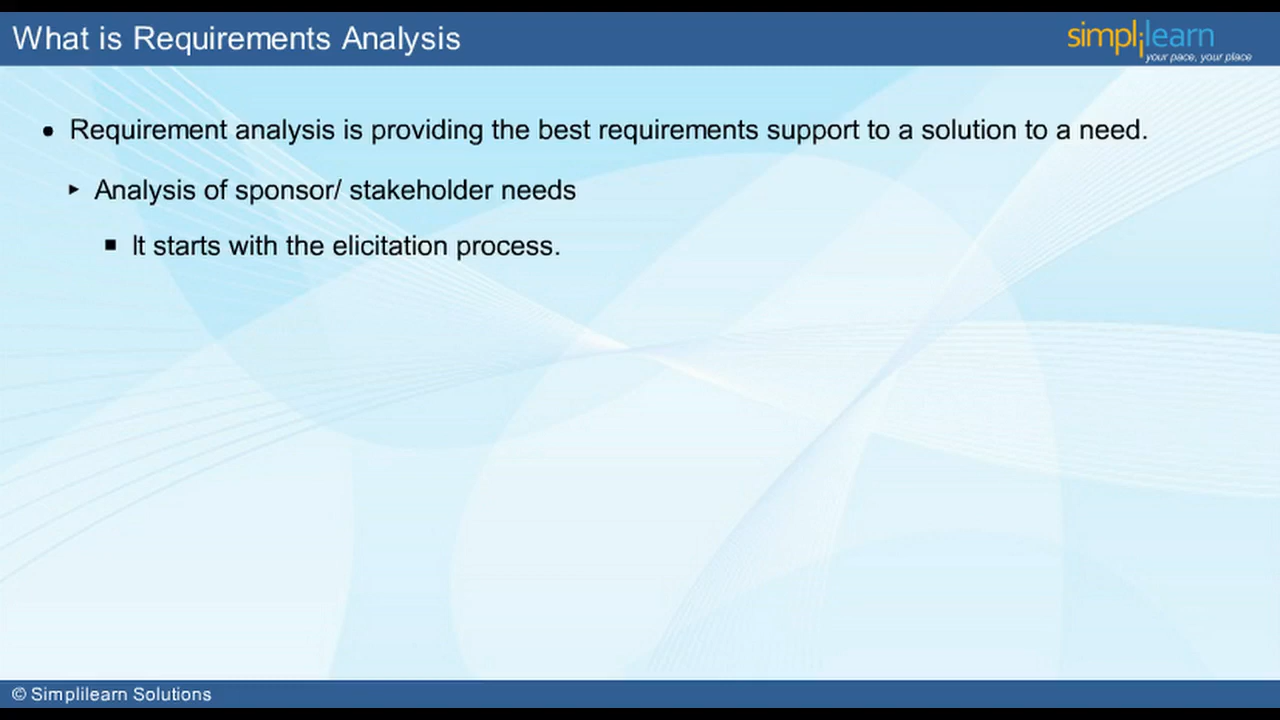 What is Requirements Analysis
simplilearn
your pace, your place
• Requirement analysis is providing the best requirements support to a solution to a need.
▸ Analysis of sponsor/ stakeholder needs
■ It starts with the elicitation process.
© Simplilearn Solutions